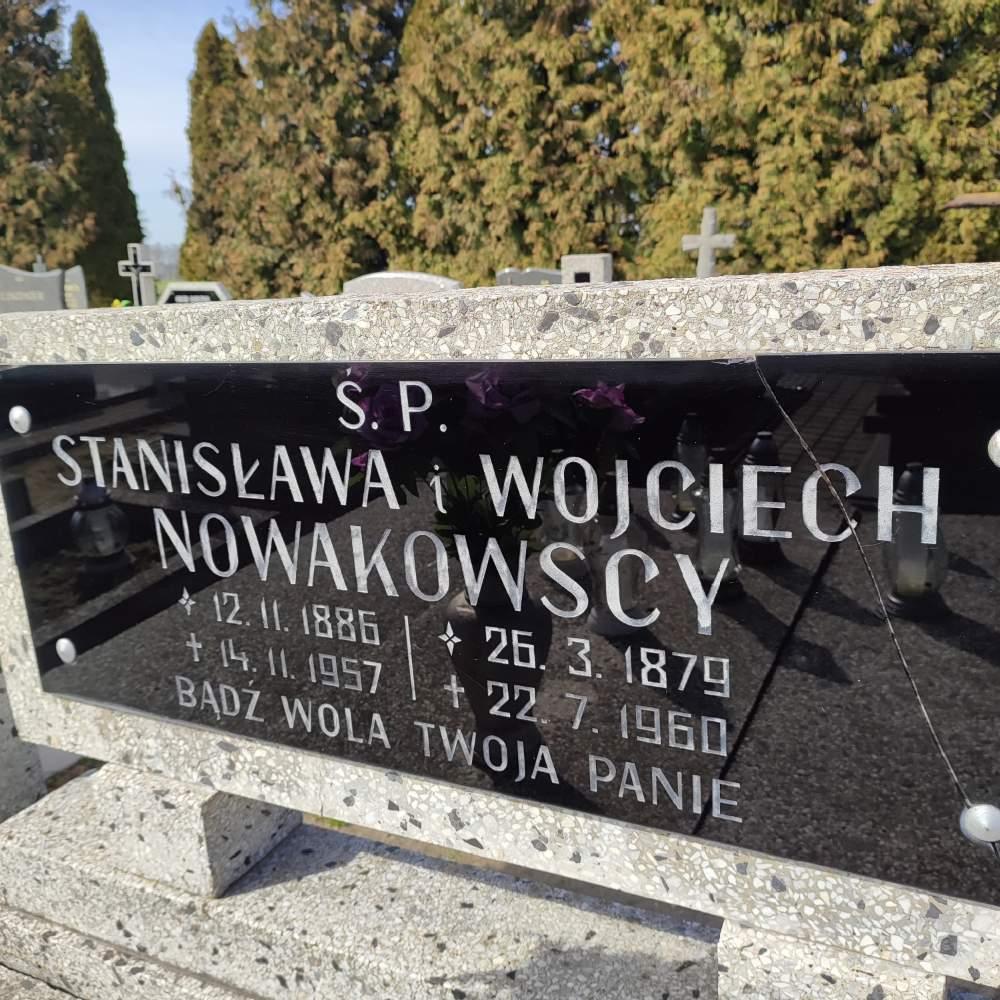 Ś. P.
STANISŁAWA i WOJCIECH
NOWAKOWSCY
12. 11. 1886
14. 11. 1957
26. 3. 1879
22. 7. 1960
BĄDŹ WOLA TWOJA PANIE